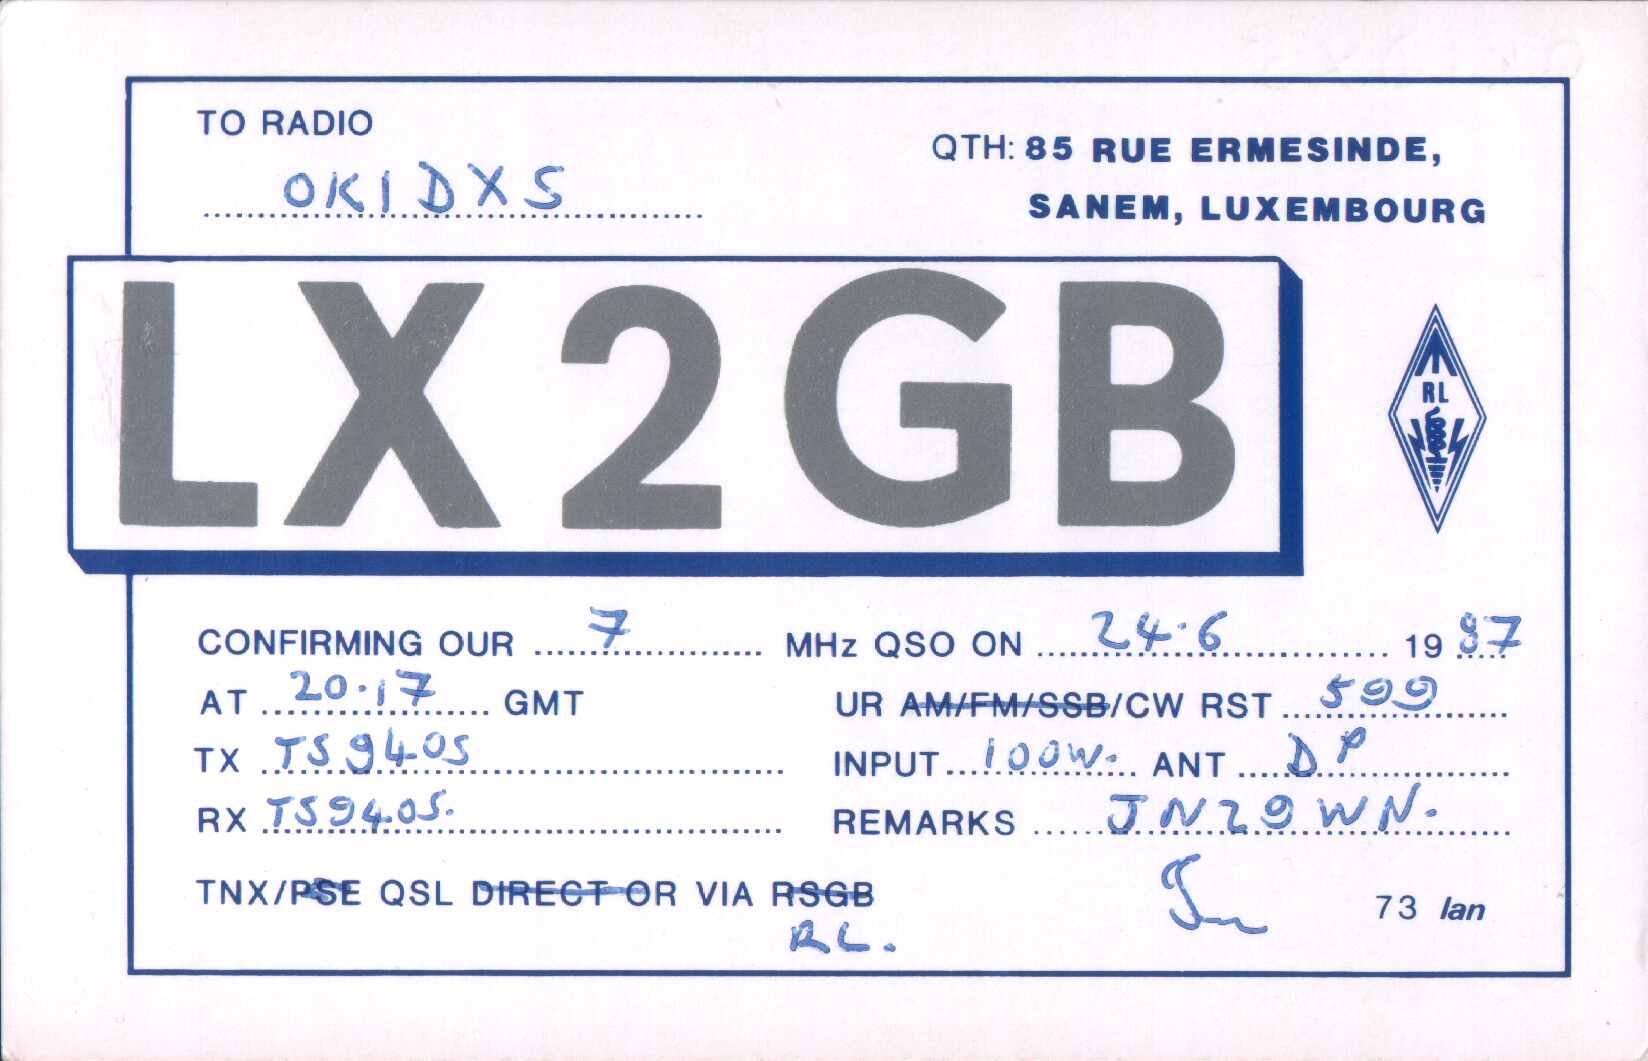 TO RADIO
OK1DXS
QTH: 85 RUE ERMESINDE,
SANEM, LUXEMBOURG
LX2GB
RL
CONFIRMING OUR 7 MHz QSO ON 24.6 1987
AT 20.17 GMT UR AM/FM/SSB/CW RST 599
TX TS940S INPUT 100W. ANT DP
RX TS940S. REMARKS JN29WN.
TNX/PSE QSL DIRECT OR VIA RSGB
RL.
73 Ian